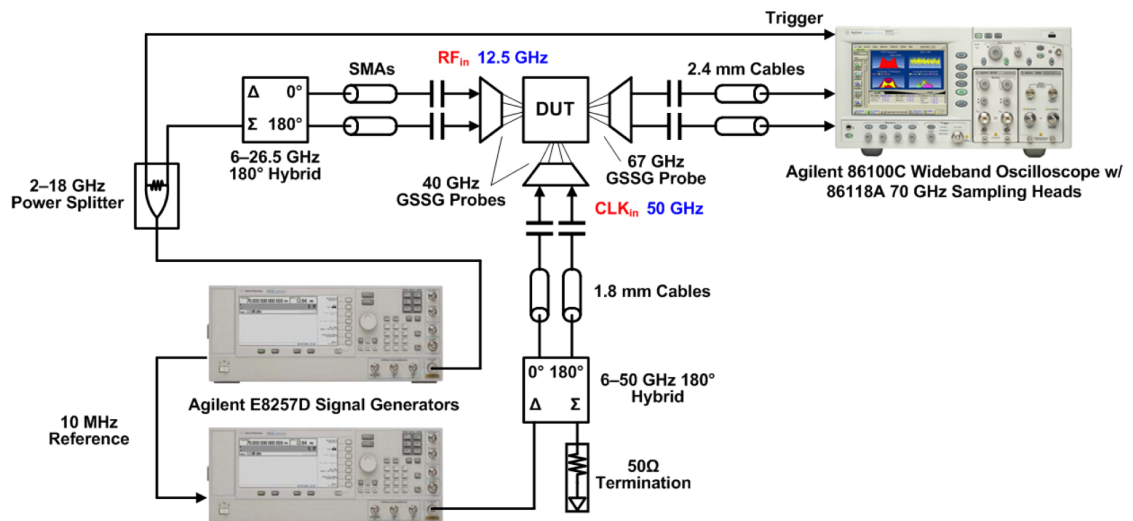 Trigger
RFin 12.5 GHz
SMAs
2.4 mm Cables
Δ 0°
Σ 180°
DUT
6–26.5 GHz
180° Hybrid
67 GHz
GSSG Probe
40 GHz
GSSG Probes
Agilent 86100C Wideband Oscilloscope w/
86118A 70 GHz Sampling Heads
2–18 GHz
Power Splitter
CLKin 50 GHz
1.8 mm Cables
0° 180°
Δ Σ
6–50 GHz 180°
Hybrid
Agilent E8257D Signal Generators
10 MHz
Reference
50Ω
Termination